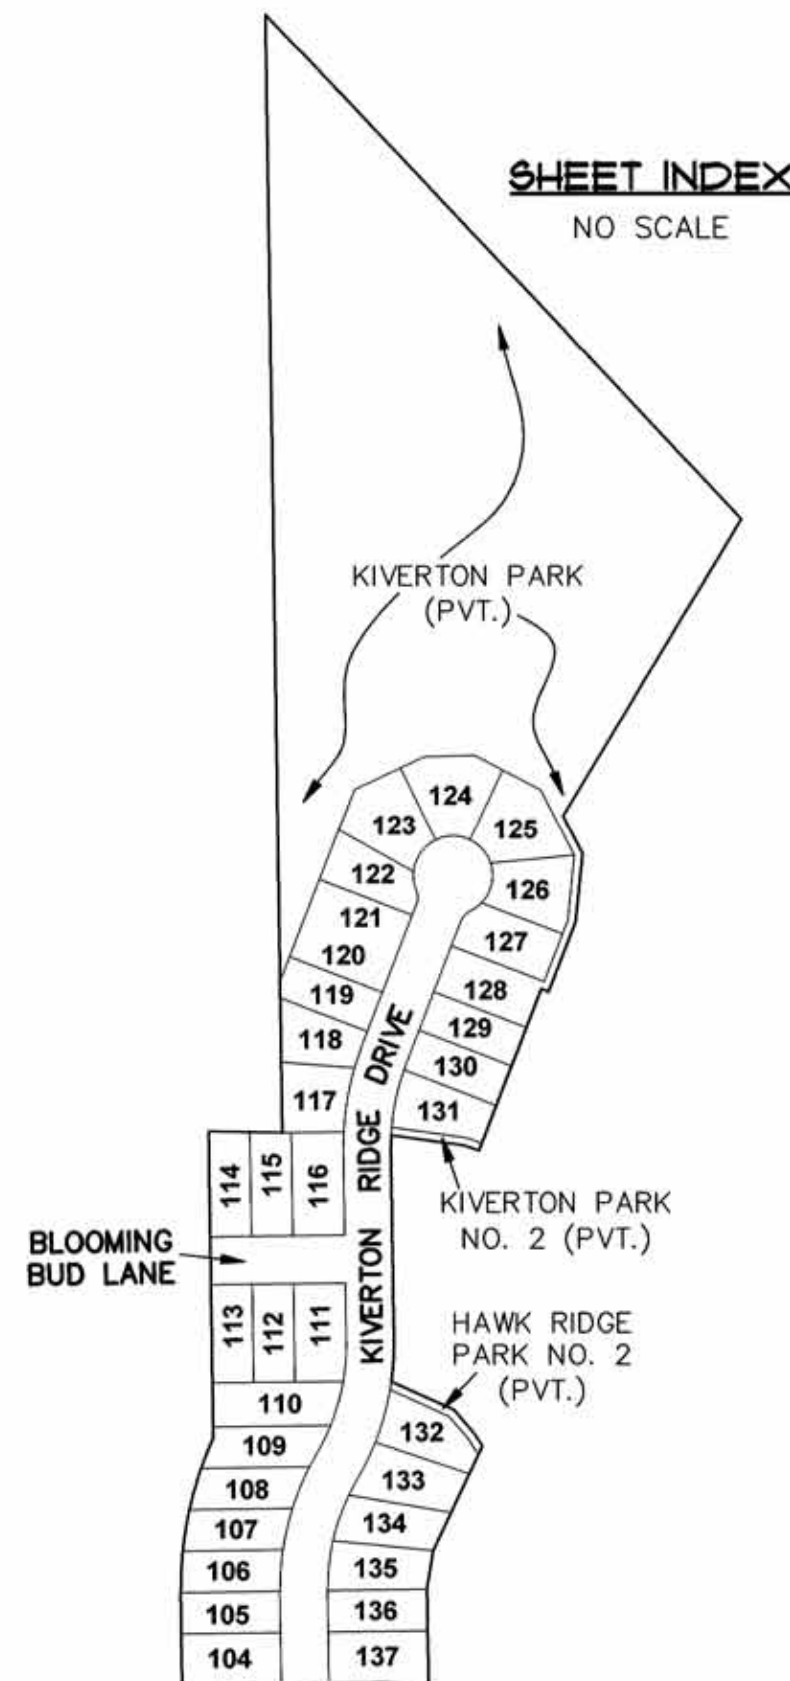 SHEET INDEX
NO SCALE
KIVERTON PARK
(PVT.)
124
123
125
122
126
121
127
120
128
119
129
118
130
117
131
KIVERTON RIDGE DRIVE
114
115
116
KIVERTON PARK
NO. 2 (PVT.)
BLOOMING
BUD LANE
113
112
111
HAWK RIDGE
PARK NO. 2
(PVT.)
110
132
109
133
108
134
107
135
106
136
105
137
104